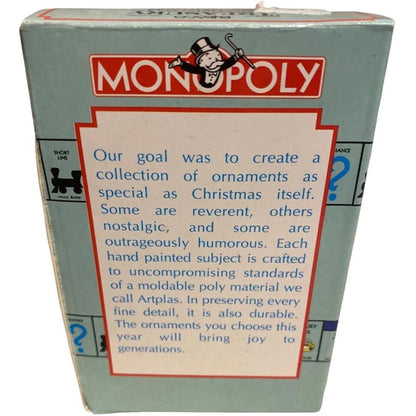 TREASURY
MONOPOLY
SHORT
LINE
CHANCE
?
Our goal was to create a
collection of ornaments as
special as Christmas itself.
Some are reverent, others
nostalgic, and some are
outrageously humorous. Each
hand painted subject is crafted
to uncompromising standards
of a moldable poly material we
call Artplas. In preserving every
fine detail, it is also durable.
The ornaments you choose this
year will bring joy to
generations.
?